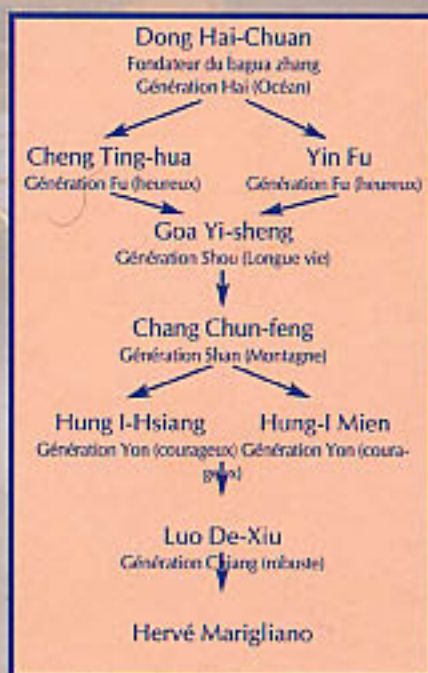 Dong Hai-Chuan
Fondateur du bagua zhang
Génération Hai (Océan)
Cheng Ting-hua Yin Fu
Génération Fu (heureux) Génération Fu (heureux)
Goa Yi-sheng
Génération Shou (Longue vie)
Chang Chun-feng
Génération Shan (Montagne)
Hung I-Hsiang Hung-I Mien
Génération Yon (courageux) Génération Yon (coura-
geux)
Luo De-Xiu
Génération Chiang (robuste)
Hervé Marigliano